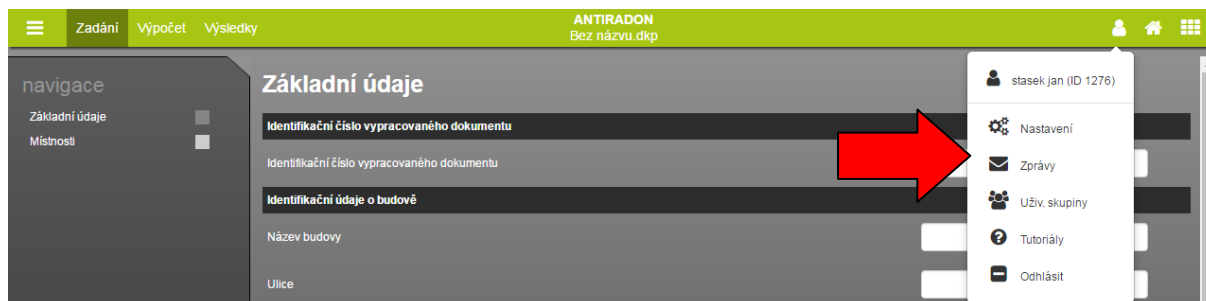 Zadání Výpočet Výsledky
ANTIRADON
Bez názvu.dkp
navigace
Základní údaje
Místnosti
Základní údaje
Identifikační číslo vypracovaného dokumentu
Identifikační číslo vypracovaného dokumentu
Identifikační údaje o budově
Název budovy
Ulice
stasek jan (ID 1276)
Nastavení
Zprávy
Uživ. skupiny
Tutoriály
Odhlásit